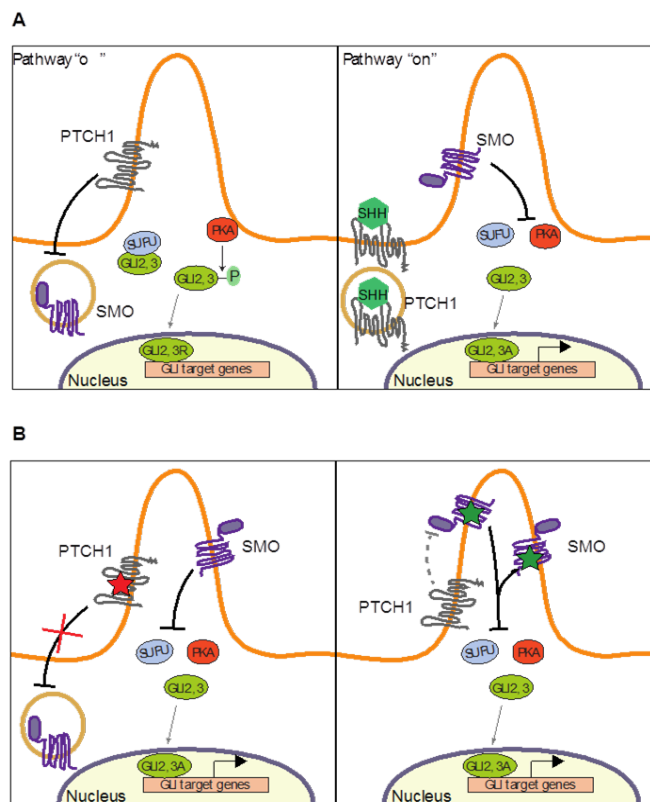 A
Pathway "o  "
PTCH1
SUFU
GLI2, 3
PKA
GLI2, 3
P
SMO
GLI2, 3R
GLI target genes
Nucleus
Pathway "on"
SMO
SHH
SUFU
PKA
SHH
PTCH1
GLI2, 3
GLI2, 3A
GLI target genes
Nucleus
B
PTCH1
SMO
SUFU
PKA
GLI2, 3
GLI2, 3A
GLI target genes
Nucleus
SMO
PTCH1
SUFU
PKA
GLI2, 3
GLI2, 3A
GLI target genes
Nucleus